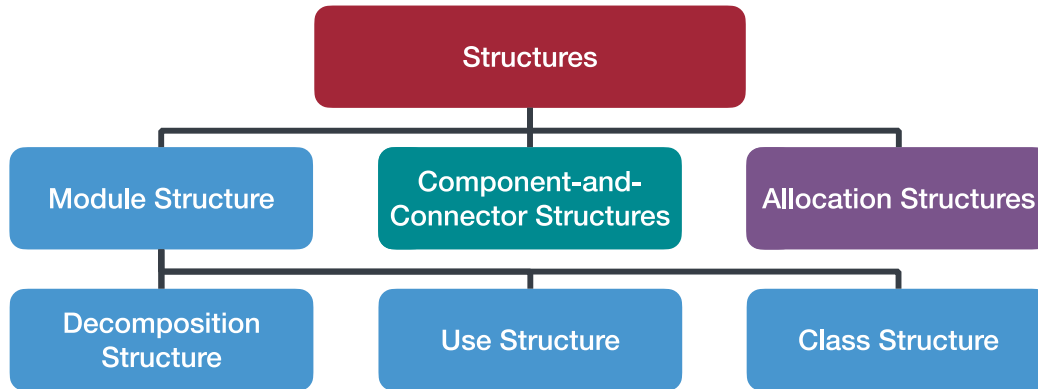 Structures
Module Structure
Component-and-
Connector Structures
Allocation Structures
Decomposition
Structure
Use Structure
Class Structure